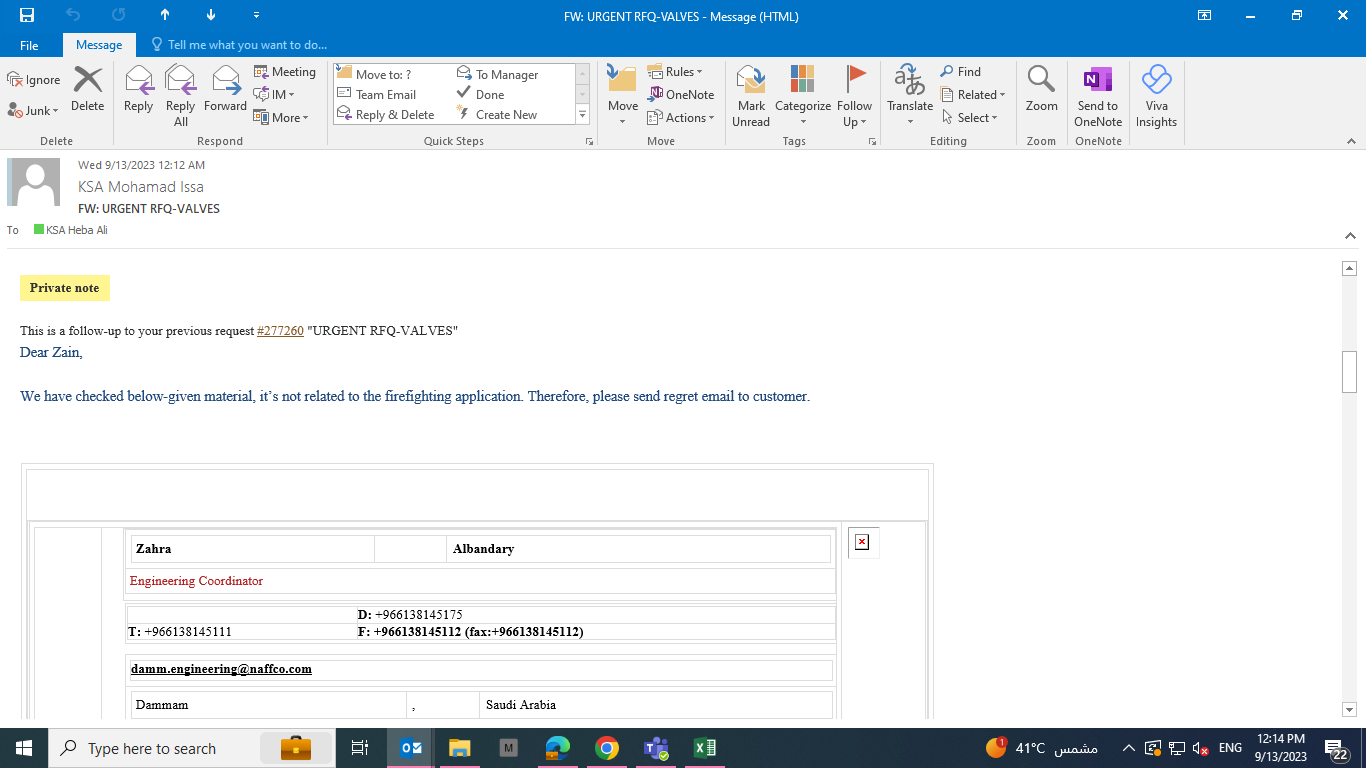 FW: URGENT RFQ-VALVES - Message (HTML)
File
Message
Tell me what you want to do...
Ignore
Junk
Delete
Delete
Reply
Reply All
Forward
Meeting
IM
More
Respond
Move to: ?
Team Email
Reply & Delete
To Manager
Done
Create New
Quick Steps
Move
Rules
OneNote
Actions
Move
Mark Unread
Categorize
Follow Up
Tags
Translate
Find
Related
Select
Editing
Zoom
Zoom
Send to OneNote
OneNote
Viva Insights
Wed 9/13/2023 12:12 AM
KSA Mohamad Issa
FW: URGENT RFQ-VALVES
To KSA Heba Ali
Private note
This is a follow-up to your previous request #277260 "URGENT RFQ-VALVES"
Dear Zain,
We have checked below-given material, it’s not related to the firefighting application. Therefore, please send regret email to customer.
Zahra Albandary
Engineering Coordinator
D: +966138145175
T: +966138145111 F: +966138145112 (fax:+966138145112)
damm.engineering@naffco.com
Dammam , Saudi Arabia
Type here to search
1
41°C مشمس
ENG
12:14 PM
9/13/2023
22